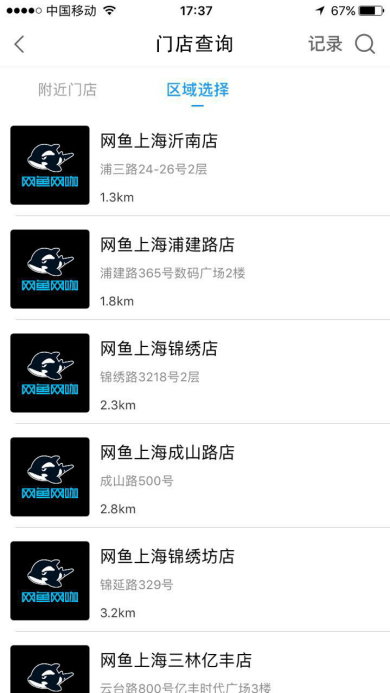 中国移动 17:37 67%
门店查询 记录
附近门店 区域选择
网鱼上海沂南店
浦三路24-26号2层
网鱼网咖
1.3km
网鱼上海浦建路店
浦建路365号数码广场2楼
网鱼网咖
1.8km
网鱼上海锦绣店
锦绣路3218号2层
网鱼网咖
2.3km
网鱼上海成山路店
成山路500号
网鱼网咖
2.8km
网鱼上海锦绣坊店
锦延路329号
网鱼网咖
3.2km
网鱼上海三林亿丰店
云台路800号亿丰时代广场3楼